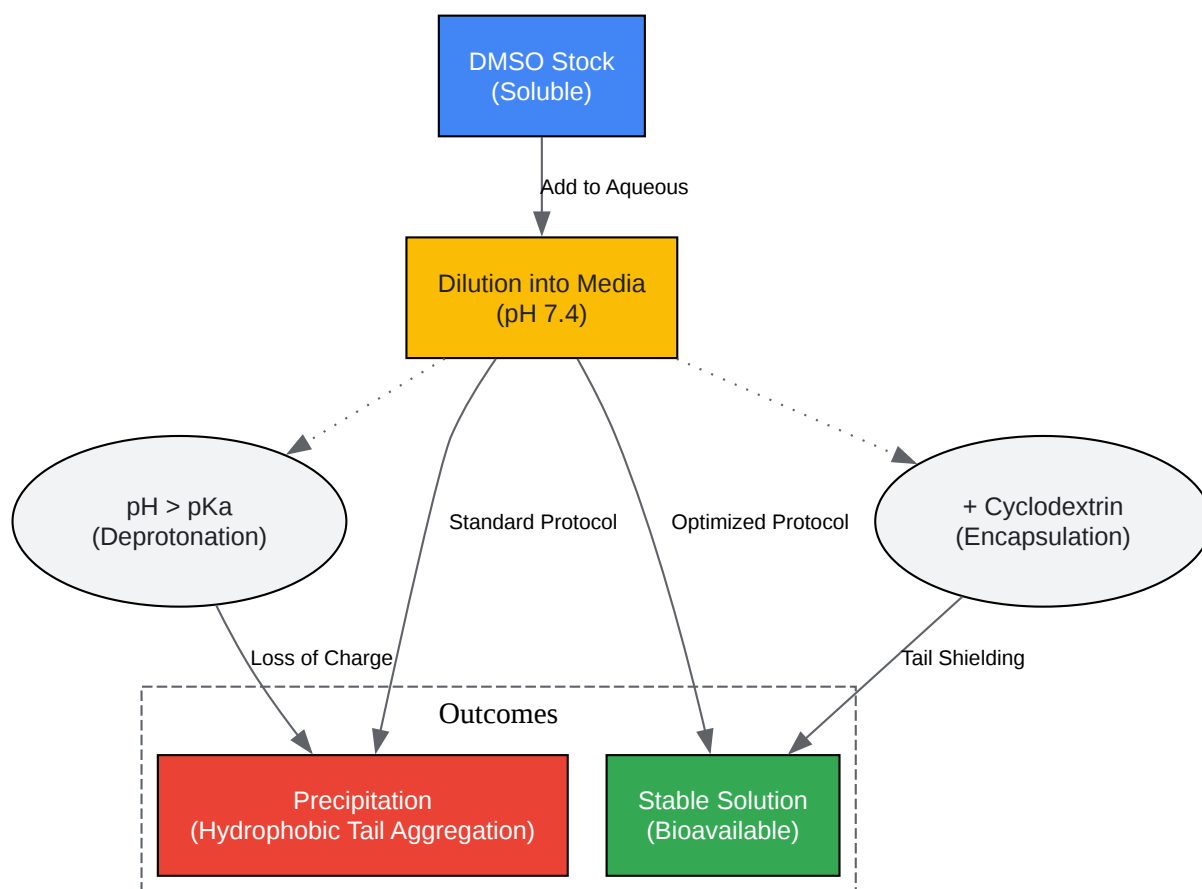 DMSO Stock
(Soluble)
Add to Aqueous
Dilution into Media
(pH 7.4)
pH > pKa
(Deprotonation)
Standard Protocol
Optimized Protocol
+ Cyclodextrin
(Encapsulation)
Loss of Charge
Tail Shielding
Outcomes
Precipitation
(Hydrophobic Tail Aggregation)
Stable Solution
(Bioavailable)